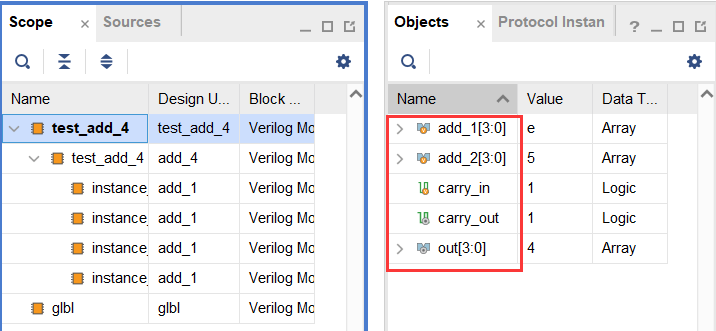 Scope × Sources
Name Design U... Block ...
test_add_4 test_add_4 Verilog Mo
test_add_4 add_4 Verilog Mo
instance_ add_1 Verilog Mo
instance_ add_1 Verilog Mo
instance_ add_1 Verilog Mo
instance_ add_1 Verilog Mo
glbl glbl Verilog Mo
Objects × Protocol Instan ?
Name Value Data T...
add_1[3:0] e Array
add_2[3:0] 5 Array
carry_in 1 Logic
carry_out 1 Logic
out[3:0] 4 Array